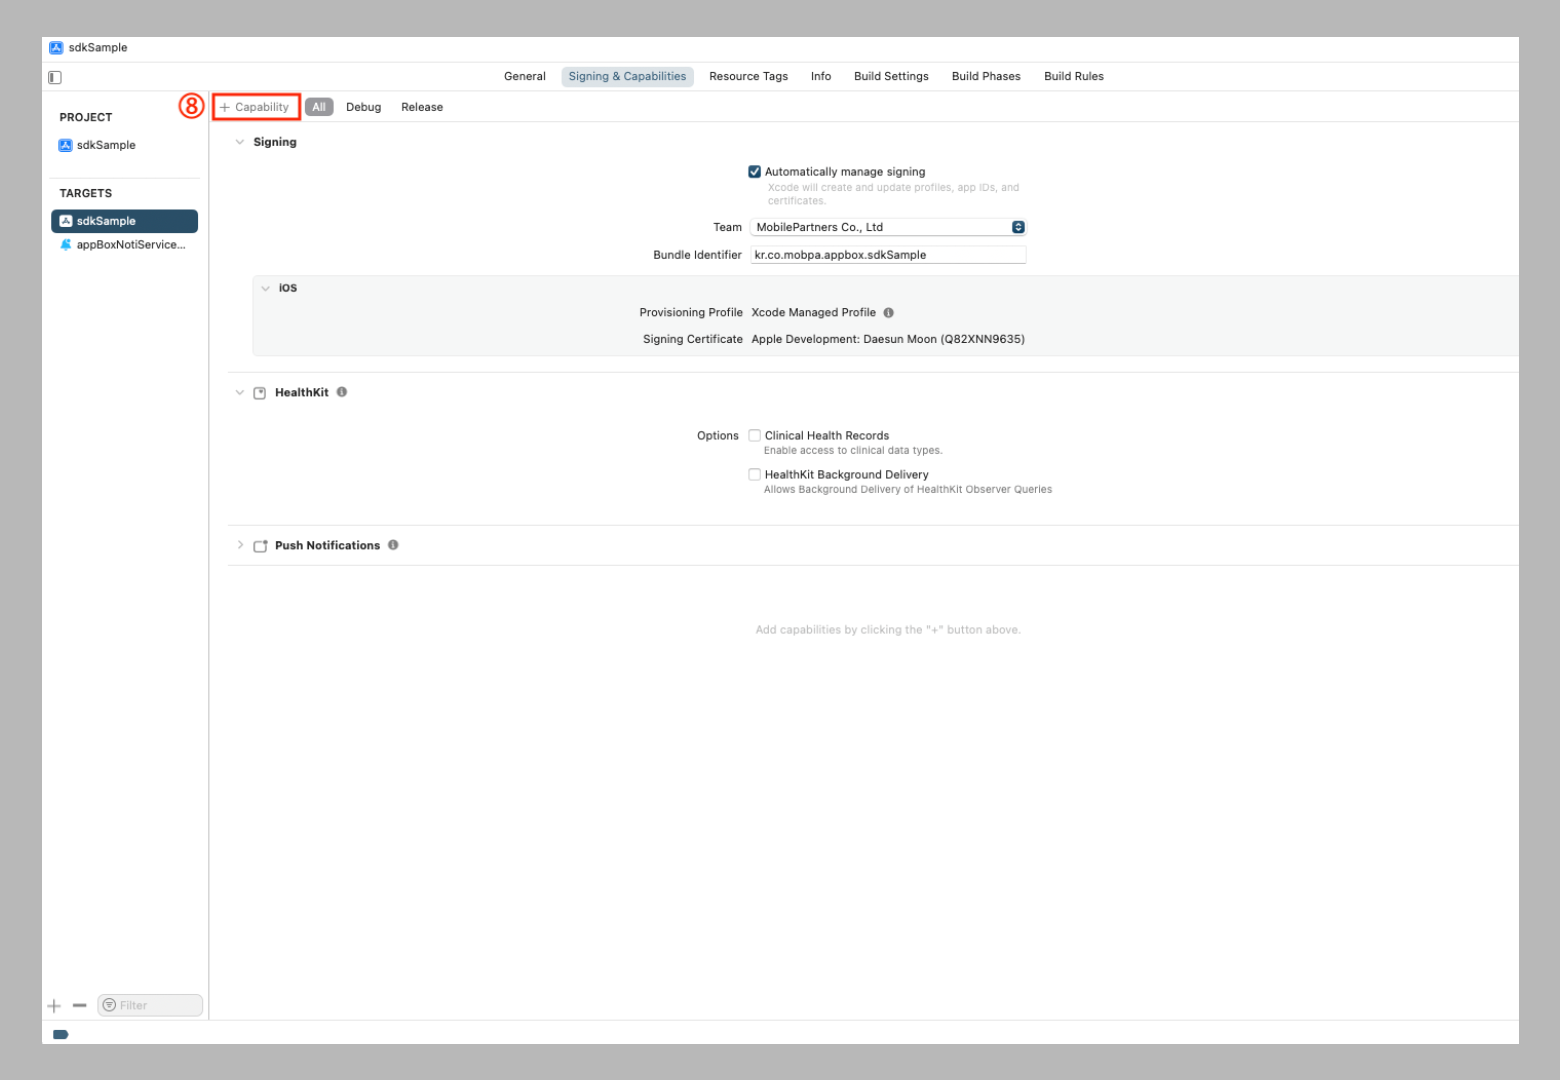 sdkSample
General Signing & Capabilities Resource Tags Info Build Settings Build Phases Build Rules
⑧ + Capability All Debug Release
PROJECT
sdkSample
TARGETS
sdkSample
appBoxNotiService...
Signing
Automatically manage signing
Xcode will create and update profiles, app IDs, and
certificates.
Team MobilePartners Co., Ltd
Bundle Identifier kr.co.mobpa.appbox.sdkSample
iOS
Provisioning Profile Xcode Managed Profile
Signing Certificate Apple Development: Daesun Moon (Q82XNN9635)
HealthKit
Options Clinical Health Records
Enable access to clinical data types.
HealthKit Background Delivery
Allows Background Delivery of HealthKit Observer Queries
Push Notifications
Add capabilities by clicking the "+" button above.
Filter